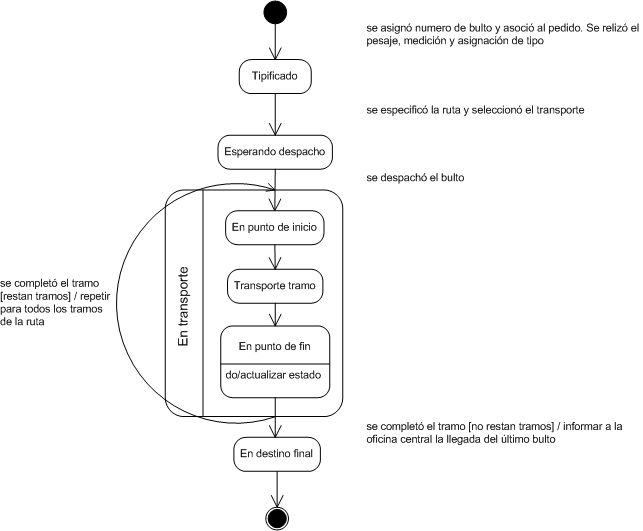 se asignó numero de bulto y asoció al pedido. Se relizó el
pesaje, medición y asignación de tipo
Tipificado
se especificó la ruta y seleccionó el transporte
Esperando despacho
se despachó el bulto
En transporte
En punto de inicio
Transporte tramo
se completó el tramo
[restan tramos] / repetir
para todos los tramos
de la ruta
En punto de fin
do/actualizar estado
se completó el tramo [no restan tramos] / informar a la
oficina central la llegada del último bulto
En destino final